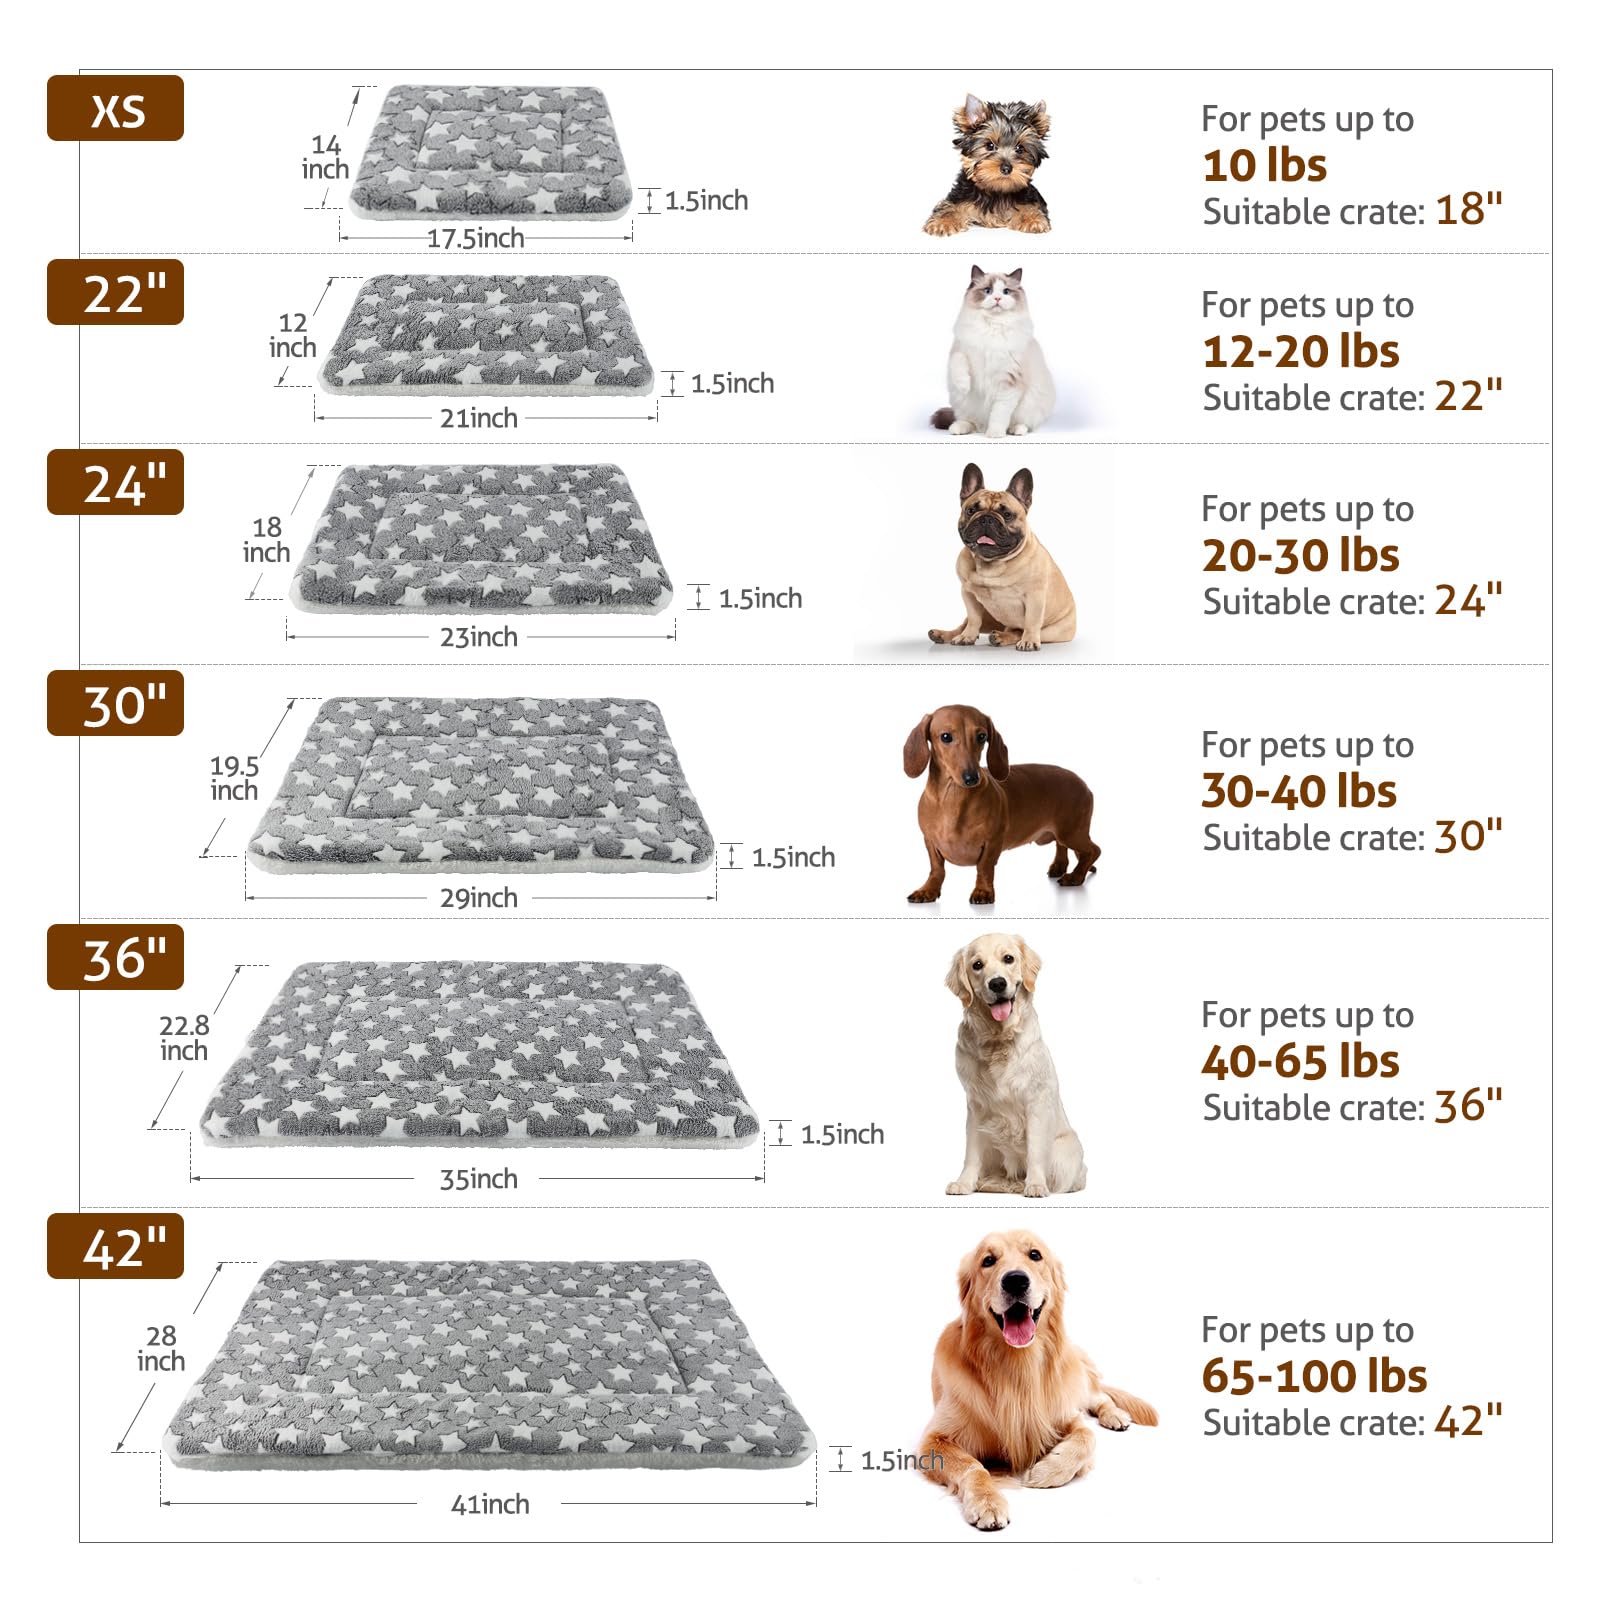 XS
14
inch
17.5inch
1.5inch
For pets up to
10 lbs
Suitable crate: 18"
22"
12
inch
21inch
1.5inch
For pets up to
12-20 lbs
Suitable crate: 22"
24"
18
inch
23inch
1.5inch
For pets up to
20-30 lbs
Suitable crate: 24"
30"
19.5
inch
29inch
1.5inch
For pets up to
30-40 lbs
Suitable crate: 30"
36"
22.8
inch
35inch
1.5inch
For pets up to
40-65 lbs
Suitable crate: 36"
42"
28
inch
41inch
1.5inch
For pets up to
65-100 lbs
Suitable crate: 42"